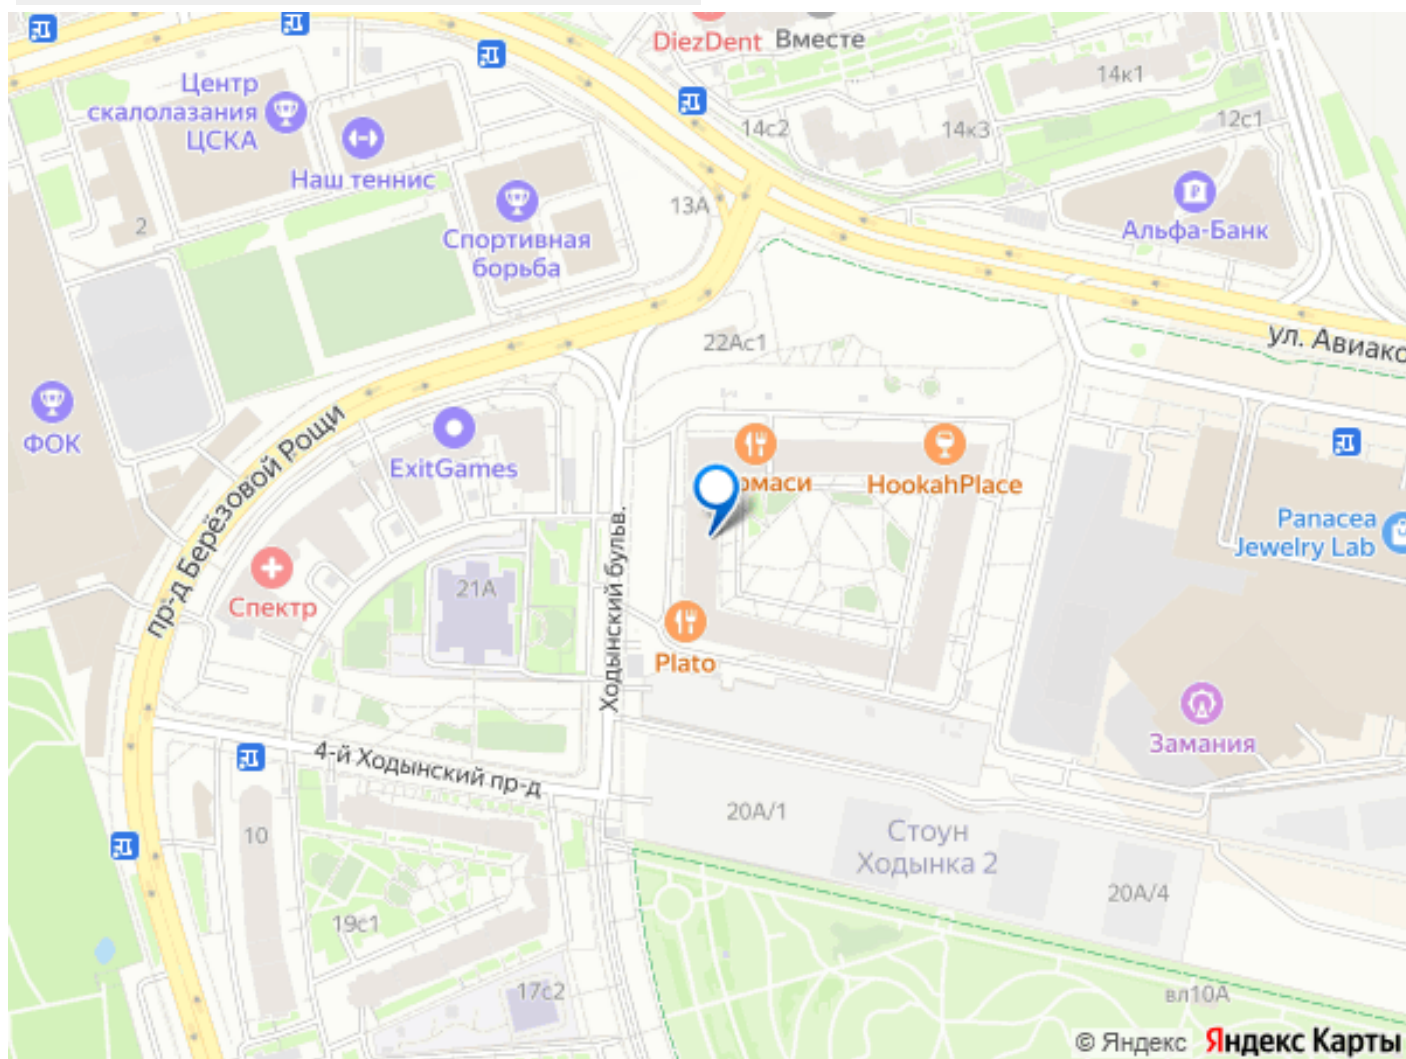 DiezDent
Вместе
14к1
Центр
скалолазания
ЦСКА
14с2
14к3
12с1
Наш теннис
13А
2
Спортивная
борьба
Альфа-Банк
22Ас1
ул. Авиако
ФОК
пр-д Берёзовой Рощи
ExitGames
омаси
HookahPlace
Panacea
Jewelry Lab
Спектр
21А
Ходынский бульв.
Plato
Замания
4-й Ходынский пр-д
20А/1
Стоун
Ходынка 2
10
20А/4
19с1
17с2
вл10А
© Яндекс Яндекс Карты